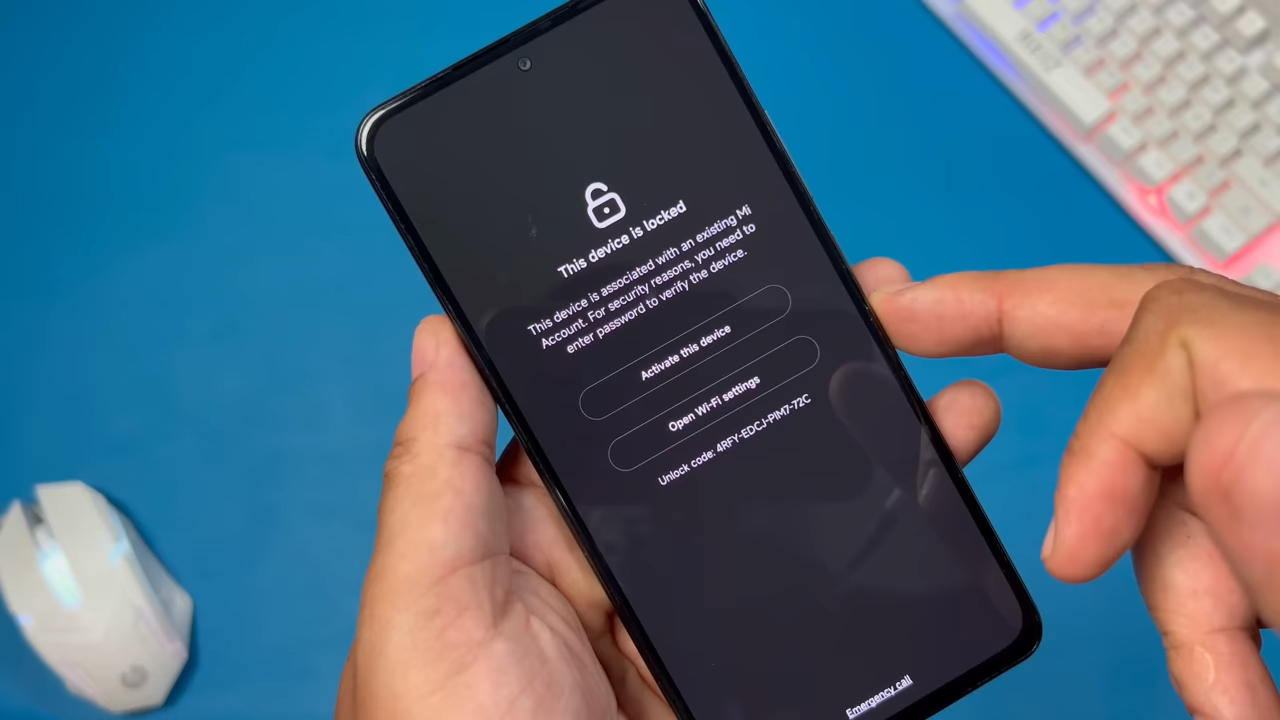 This device is locked
This device is associated with an existing Mi
Account. For security reasons, you need to
enter password to verify the device.
Activate this device
Open Wi-Fi settings
Unlock code: 4RFY-EDCJ-PIM7-72C
Emergency call